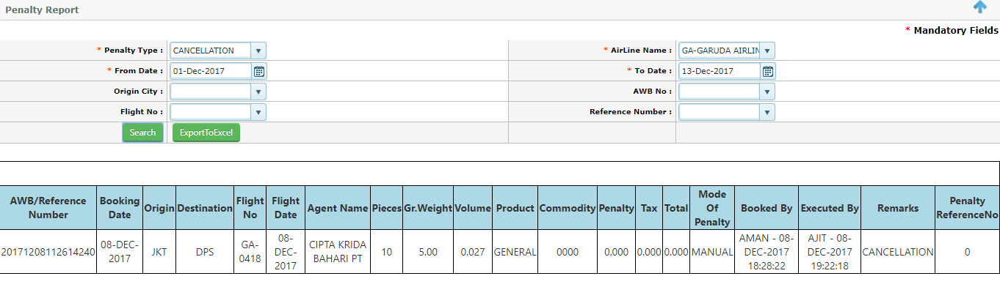 Penalty Report
* Mandatory Fields
* Penalty Type : CANCELLATION * AirLine Name : GA-GARUDA AIRLIN
* From Date : 01-Dec-2017 * To Date : 13-Dec-2017
Origin City : AWB No :
Flight No : Reference Number :
Search ExportToExcel
AWB/Reference Number Booking Date Origin Destination Flight No Flight Date Agent Name Pieces Gr.Weight Volume Product Commodity Penalty Tax Total Mode Of Penalty Booked By Executed By Remarks Penalty ReferenceNo
20171208112614240 08-DEC-2017 JKT DPS GA-0418 08-DEC-2017 CIPTA KRIDA BAHARI PT 10 5.00 0.027 GENERAL 0000 0.000 0.000 0.000 MANUAL AMAN - 08-DEC-2017 18:28:22 AJIT - 08-DEC-2017 19:22:18 CANCELLATION 0